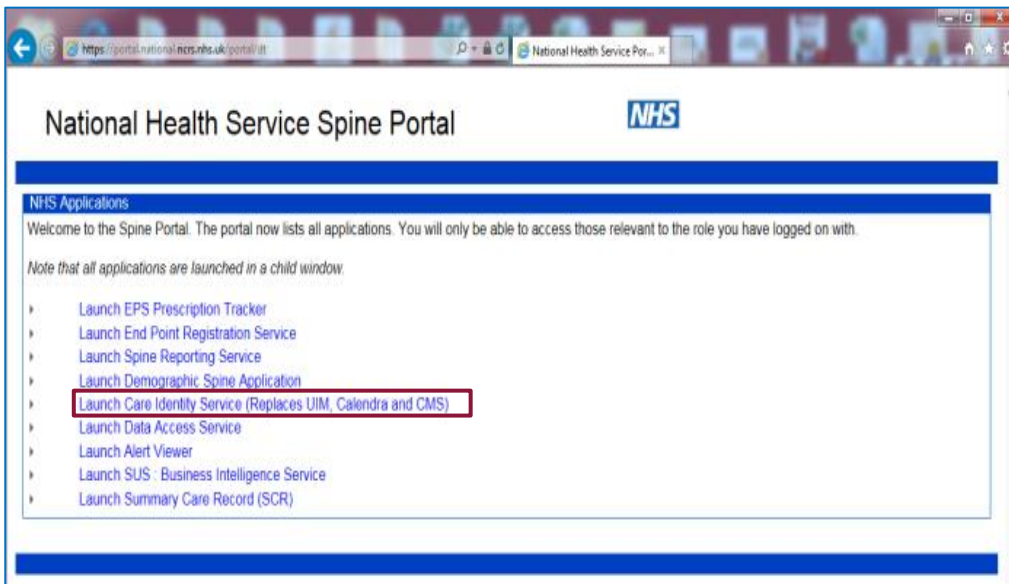 https://portal.national.ncrs.nhs.uk/portal/dt
National Health Service Por...
National Health Service Spine Portal
NHS
NHS Applications
Welcome to the Spine Portal. The portal now lists all applications. You will only be able to access those relevant to the role you have logged on with.
Note that all applications are launched in a child window.
Launch EPS Prescription Tracker
Launch End Point Registration Service
Launch Spine Reporting Service
Launch Demographic Spine Application
Launch Care Identity Service (Replaces UIM, Calendra and CMS)
Launch Data Access Service
Launch Alert Viewer
Launch SUS : Business Intelligence Service
Launch Summary Care Record (SCR)